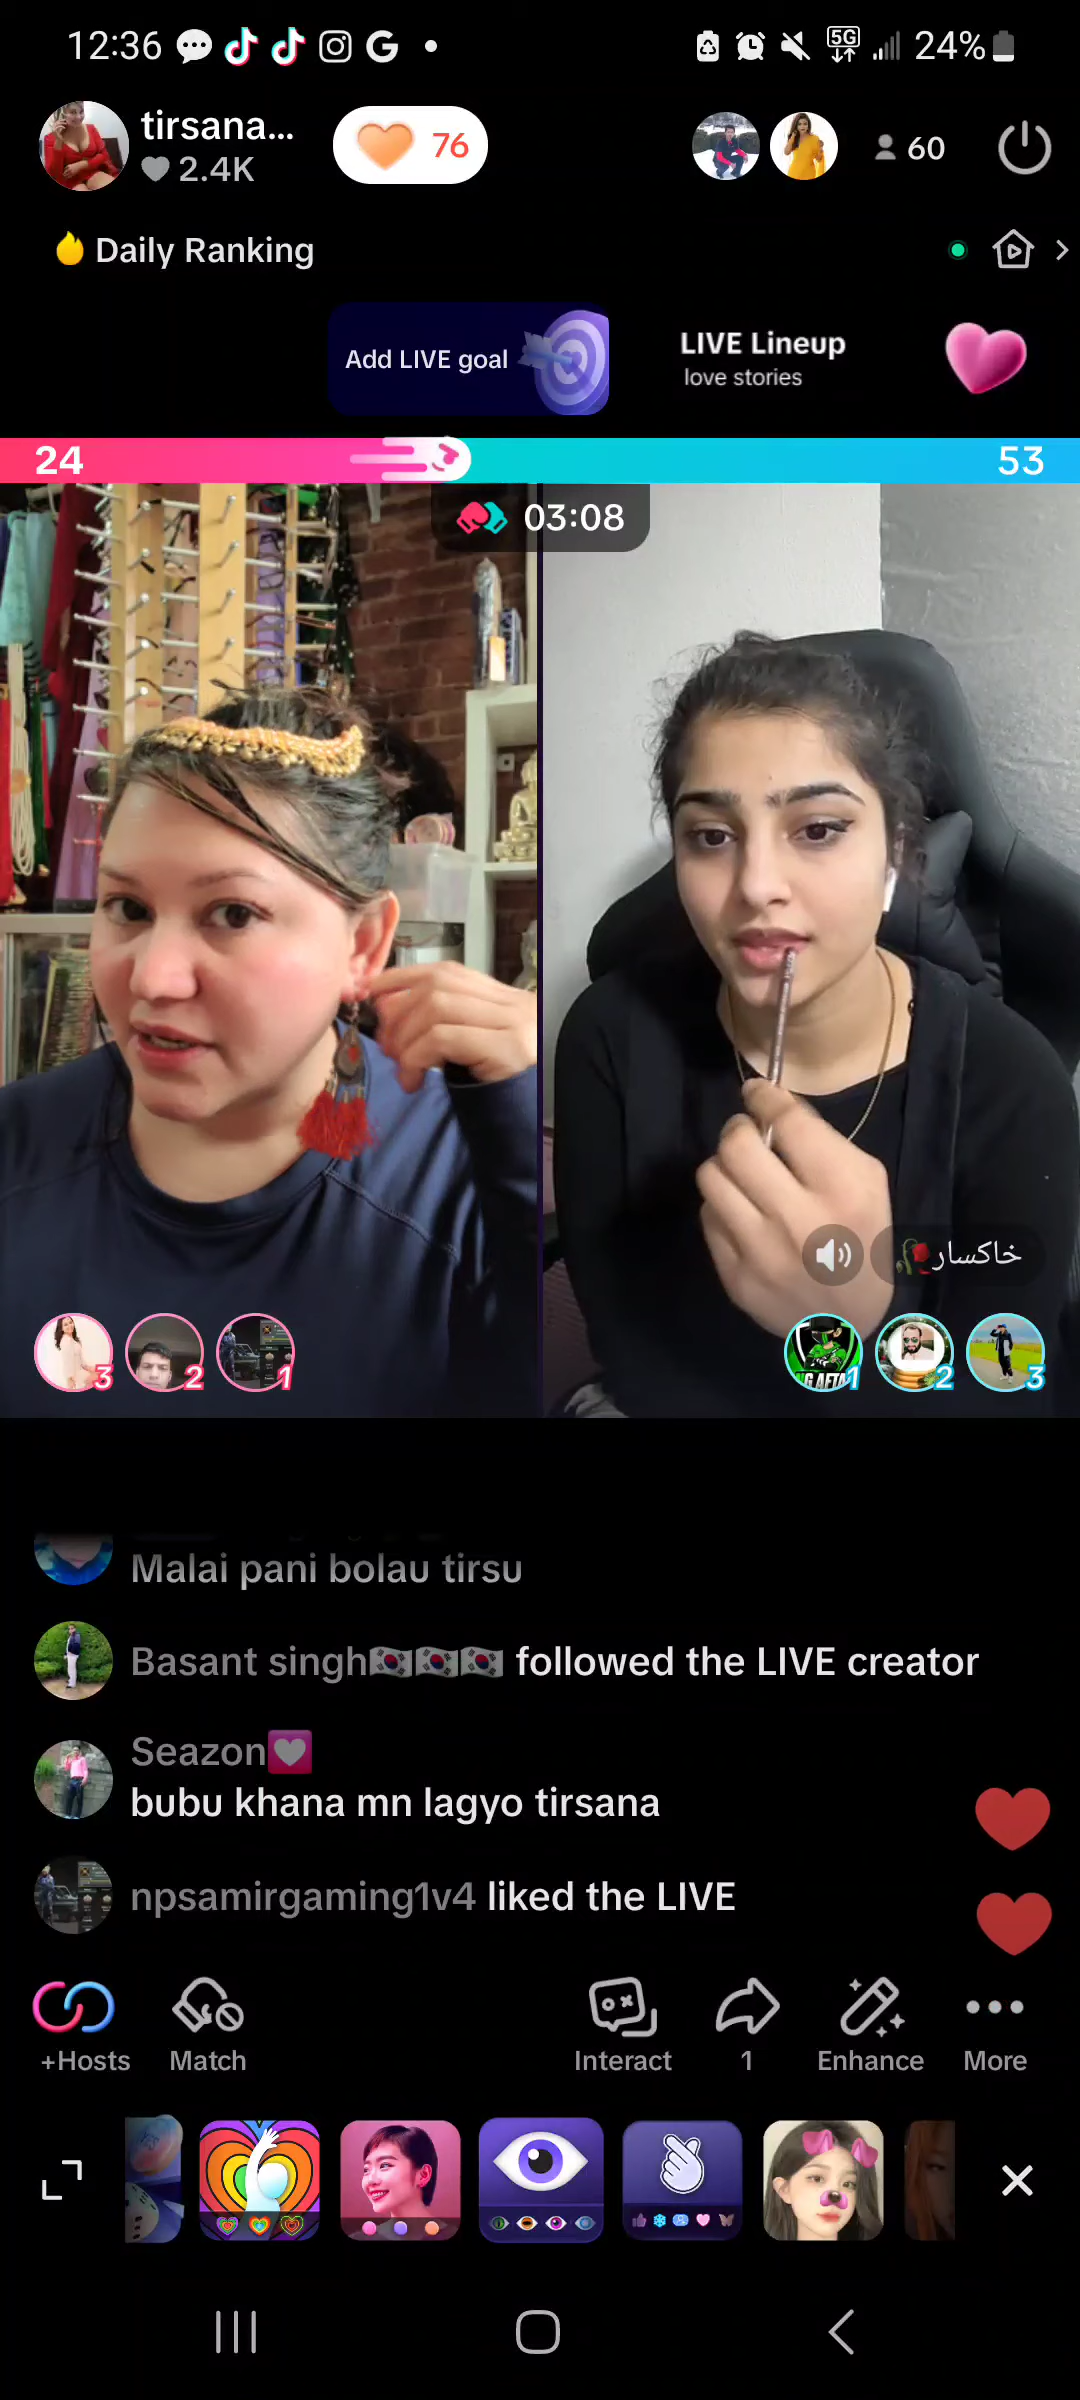 12:36
5G
24%
tirsana...
2.4K
76
60
Daily Ranking
Add LIVE goal
LIVE Lineup
love stories
24
53
03:08
خاکسار
3
2
1
1
2
3
Malai pani bolau tirsu
Basant singh🇰🇷🇰🇷🇰🇷 followed the LIVE creator
Seazon💟
bubu khana mn lagyo tirsana
npsamirgaming1v4 liked the LIVE
+Hosts
Match
Interact
1
Enhance
More